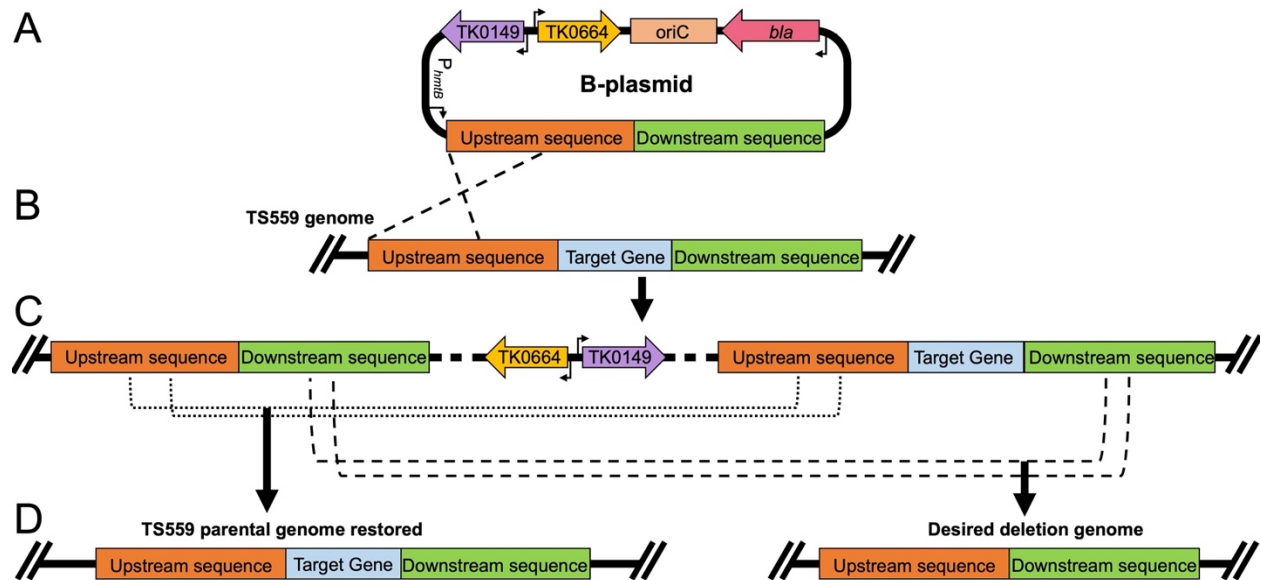 A
TK0149 TK0664 oriC bla
P hmtB
B-plasmid
Upstream sequence Downstream sequence
B
TS559 genome
Upstream sequence Target Gene Downstream sequence
C
Upstream sequence Downstream sequence TK0664 TK0149 Upstream sequence Target Gene Downstream sequence
D
TS559 parental genome restored Desired deletion genome
Upstream sequence Target Gene Downstream sequence Upstream sequence Downstream sequence